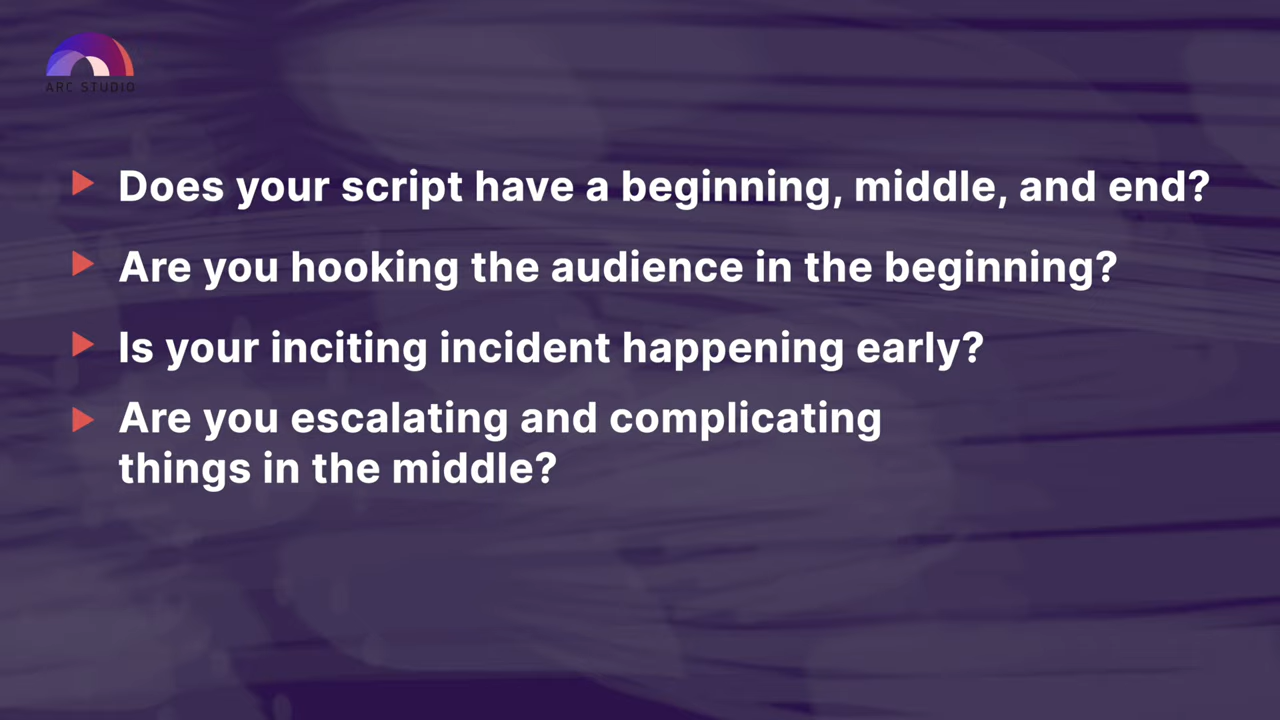 ARC STUDIO
Does your script have a beginning, middle, and end?
Are you hooking the audience in the beginning?
Is your inciting incident happening early?
Are you escalating and complicating
things in the middle?